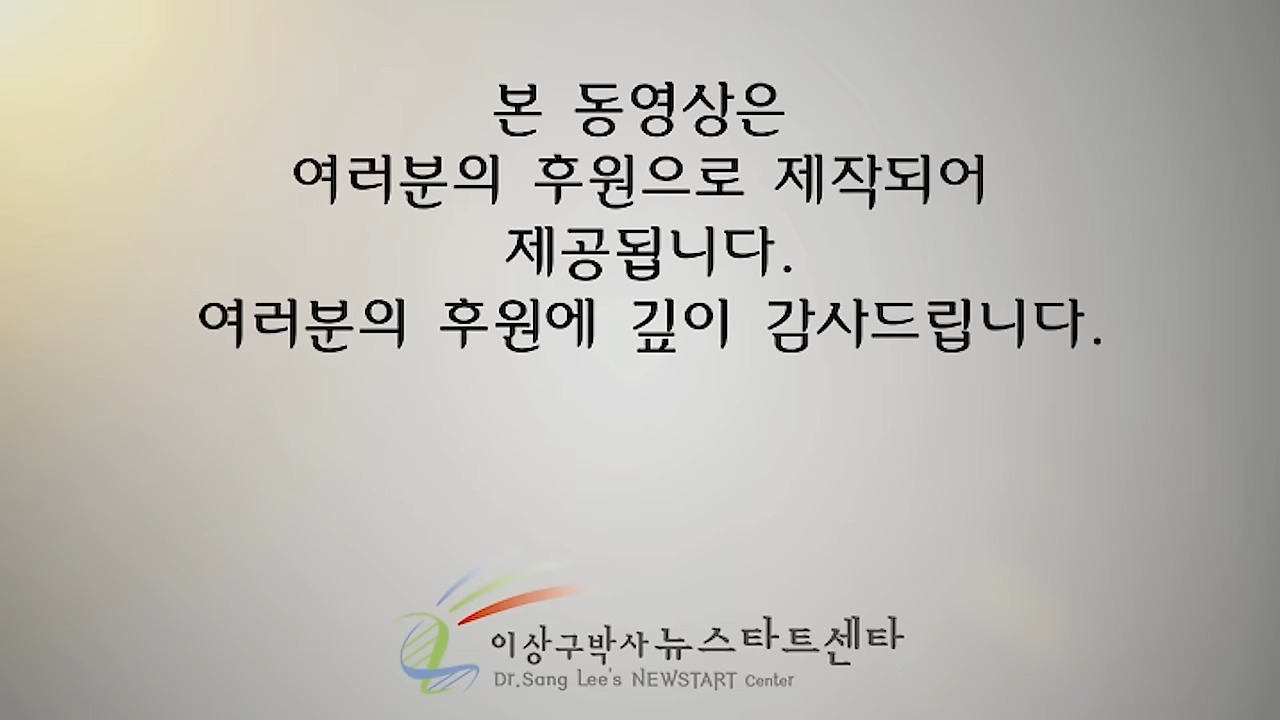 본 동영상은
여러분의 후원으로 제작되어
제공됩니다.
여러분의 후원에 깊이 감사드립니다.
이상구박사 뉴스타트센타
Dr.Sang Lee's NEWSTART Center